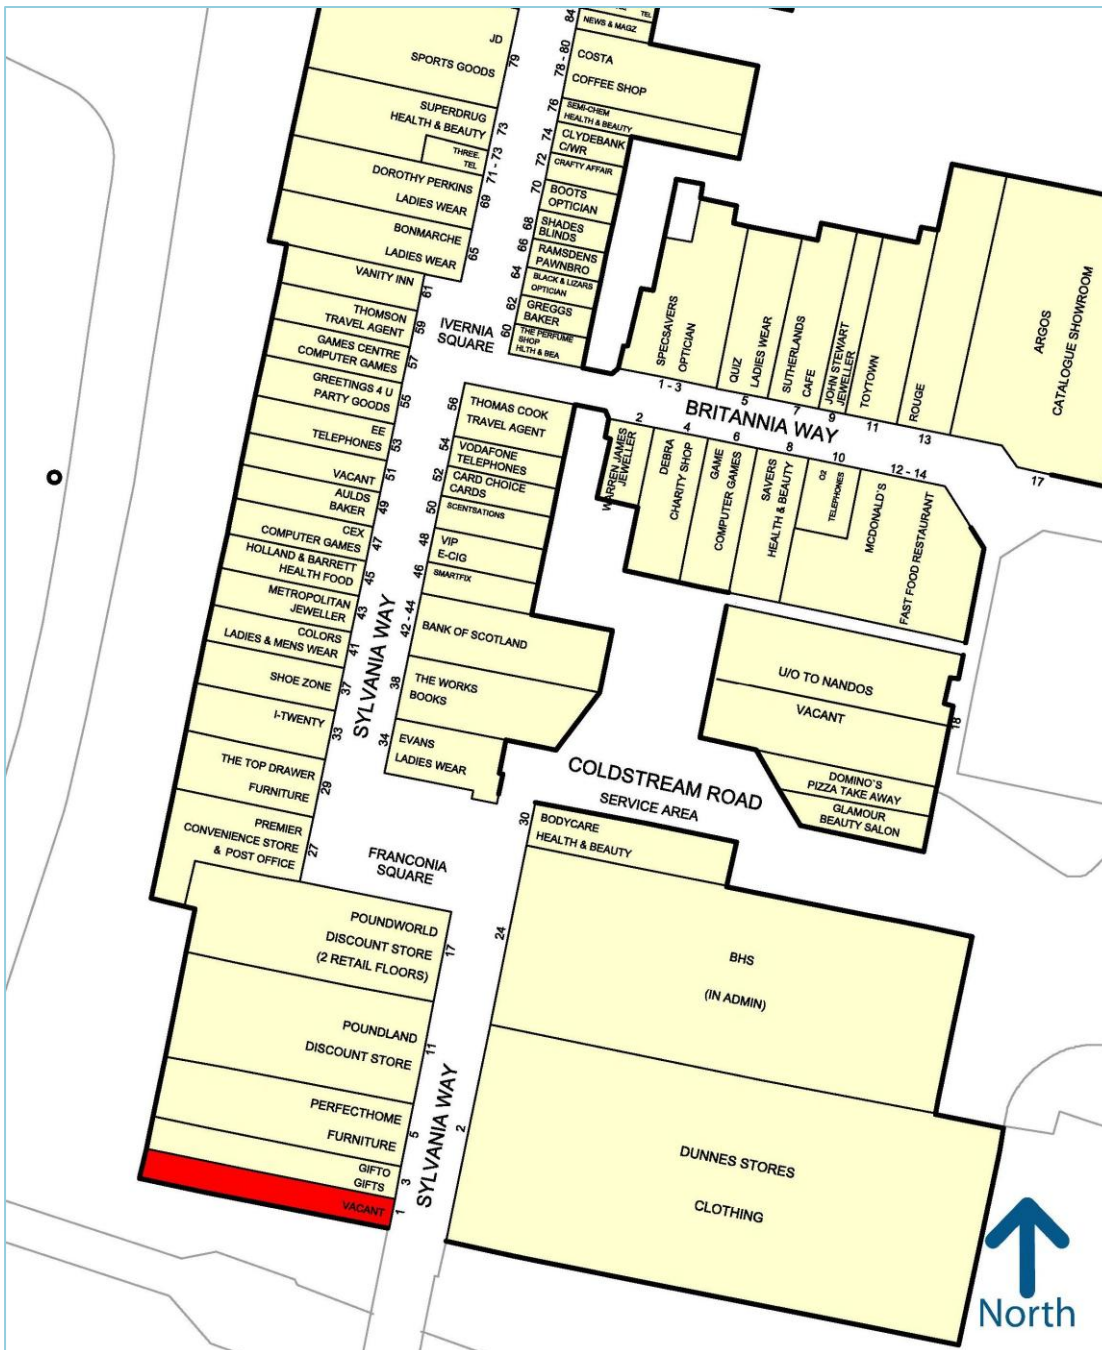 84
TEL
NEWS & MAGZ
78 - 80
COSTA
COFFEE SHOP
76
SEMI-CHEM
HEALTH & BEAUTY
74
CLYDEBANK
C/WR
72
CRAFTY AFFAIR
70
BOOTS
OPTICIAN
68
SHADES
BLINDS
66
RAMSDENS
PAWNBRO
64
BLACK & LIZARS
OPTICIAN
62
GREGGS
BAKER
60
THE PERFUME
SHOP
HLTH & BEA
JD
SPORTS GOODS
79
SUPERDRUG
HEALTH & BEAUTY
73
THREE,
TEL
71 - 73
DOROTHY PERKINS
LADIES WEAR
69
BONMARCHE
LADIES WEAR
65
VANITY INN
61
THOMSON
TRAVEL AGENT
59
GAMES CENTRE
COMPUTER GAMES
57
GREETINGS 4 U
PARTY GOODS
55
EE
TELEPHONES
53
VACANT
51
AULDS
BAKER
49
CEX
COMPUTER GAMES
47
HOLLAND & BARRETT
HEALTH FOOD
45
METROPOLITAN
JEWELLER
43
COLORS
LADIES & MENS WEAR
41
SHOE ZONE
37
I-TWENTY
33
THE TOP DRAWER
FURNITURE
29
PREMIER
CONVENIENCE STORE
& POST OFFICE
27
IVERNIA
SQUARE
56
THOMAS COOK
TRAVEL AGENT
54
VODAFONE
TELEPHONES
52
CARD CHOICE
CARDS
50
SCENTSATIONS
48
VIP
E-CIG
46
SMARTFIX
42 - 44
BANK OF SCOTLAND
38
THE WORKS
BOOKS
34
EVANS
LADIES WEAR
SYLVANIA WAY
SPECSAVERS
OPTICIAN
1 - 3
QUIZ
LADIES WEAR
5
SUTHERLANDS
CAFE
7
JOHN STEWART
JEWELLER
9
TOYTOWN
11
ROUGE
13
ARGOS
CATALOGUE SHOWROOM
17
BRITANNIA WAY
2
WARREN JAMES
JEWELLER
4
DEBRA
CHARITY SHOP
6
GAME
COMPUTER GAMES
8
SAVERS
HEALTH & BEAUTY
10
O2
TELEPHONES
12 - 14
MCDONALD`S
FAST FOOD RESTAURANT
U/O TO NANDOS
VACANT
18
DOMINO`S
PIZZA TAKE AWAY
GLAMOUR
BEAUTY SALON
COLDSTREAM ROAD
SERVICE AREA
FRANCONIA
SQUARE
30
BODYCARE
HEALTH & BEAUTY
24
BHS
(IN ADMIN)
2
DUNNES STORES
CLOTHING
POUNDWORLD
DISCOUNT STORE
(2 RETAIL FLOORS)
17
POUNDLAND
DISCOUNT STORE
11
PERFECTHOME
FURNITURE
5
GIFTO
GIFTS
3
VACANT
1
SYLVANIA WAY
North